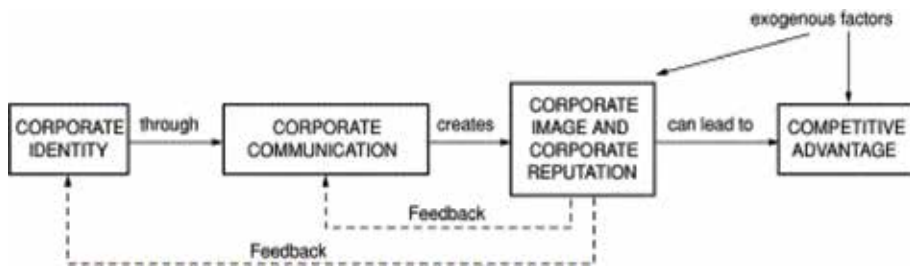 exogenous factors
CORPORATE
IDENTITY
through
CORPORATE
COMMUNICATION
creates
CORPORATE
IMAGE AND
CORPORATE
REPUTATION
can lead to
COMPETITIVE
ADVANTAGE
Feedback
Feedback